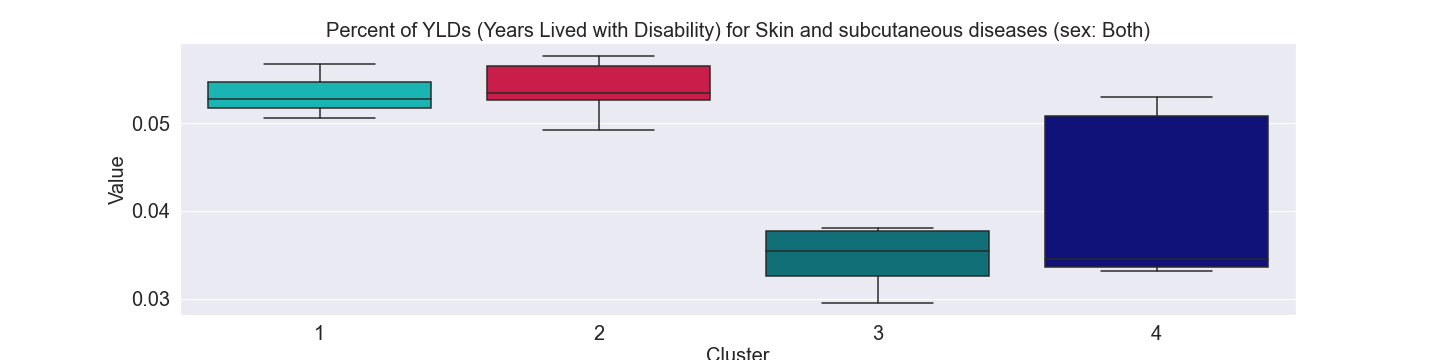 Percent of YLDs (Years Lived with Disability) for Skin and subcutaneous diseases (sex: Both)
0.05
0.04
0.03
Value
1 2 3 4
Cluster